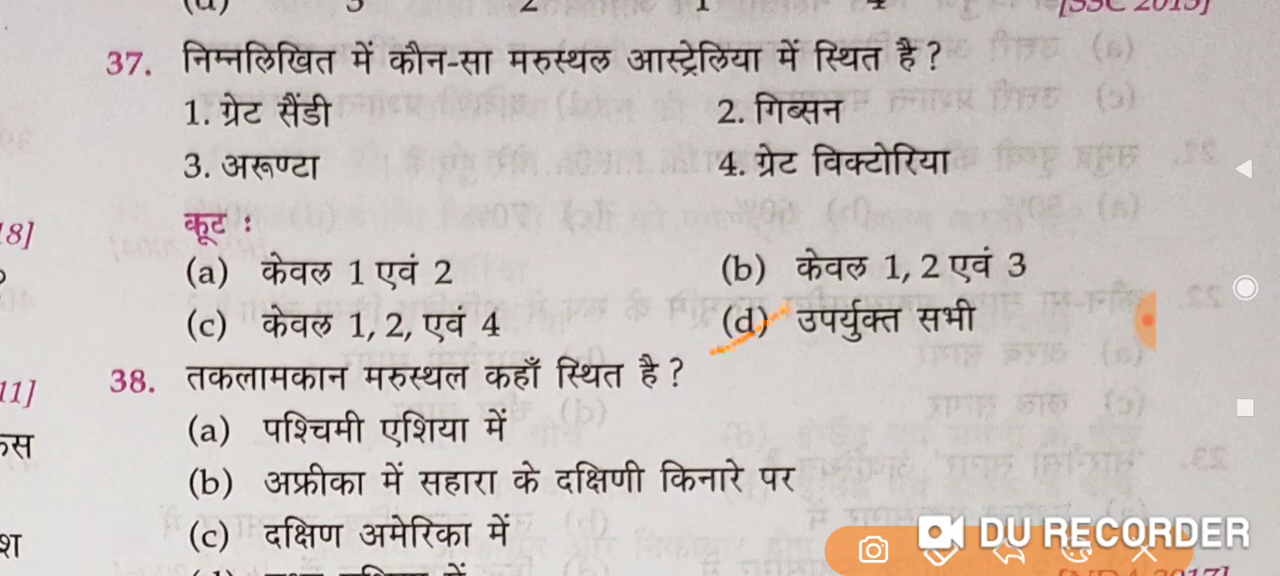 [SSC 2015]
37. निम्नलिखित में कौन-सा मरुस्थल आस्ट्रेलिया में स्थित है ?
1. ग्रेट सैंडी 2. गिब्सन
3. अरूण्टा 4. ग्रेट विक्टोरिया
कूट :
(a) केवल 1 एवं 2 (b) केवल 1, 2 एवं 3
(c) केवल 1, 2, एवं 4 (d) उपर्युक्त सभी
38. तकलामकान मरुस्थल कहाँ स्थित है ?
(a) पश्चिमी एशिया में
(b) अफ्रीका में सहारा के दक्षिणी किनारे पर
(c) दक्षिण अमेरिका में
DU RECORDER